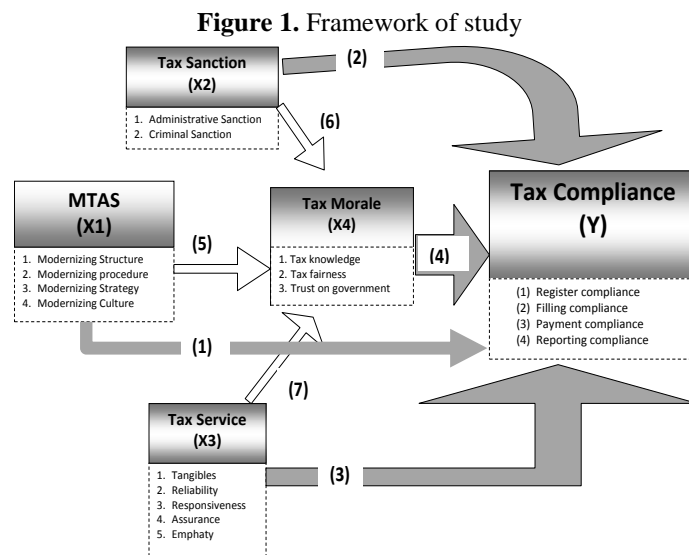 Figure 1. Framework of study
Tax Sanction
(X2)
1. Administrative Sanction
2. Criminal Sanction
(2)
(6)
MTAS
(X1)
1. Modernizing Structure
2. Modernizing procedure
3. Modernizing Strategy
4. Modernizing Culture
(5)
Tax Morale
(X4)
1. Tax knowledge
2. Tax fairness
3. Trust on government
(4)
Tax Compliance
(Y)
(1) Register compliance
(2) Filling compliance
(3) Payment compliance
(4) Reporting compliance
(1)
(7)
Tax Service
(X3)
1. Tangibles
2. Reliability
3. Responsiveness
4. Assurance
5. Emphaty
(3)